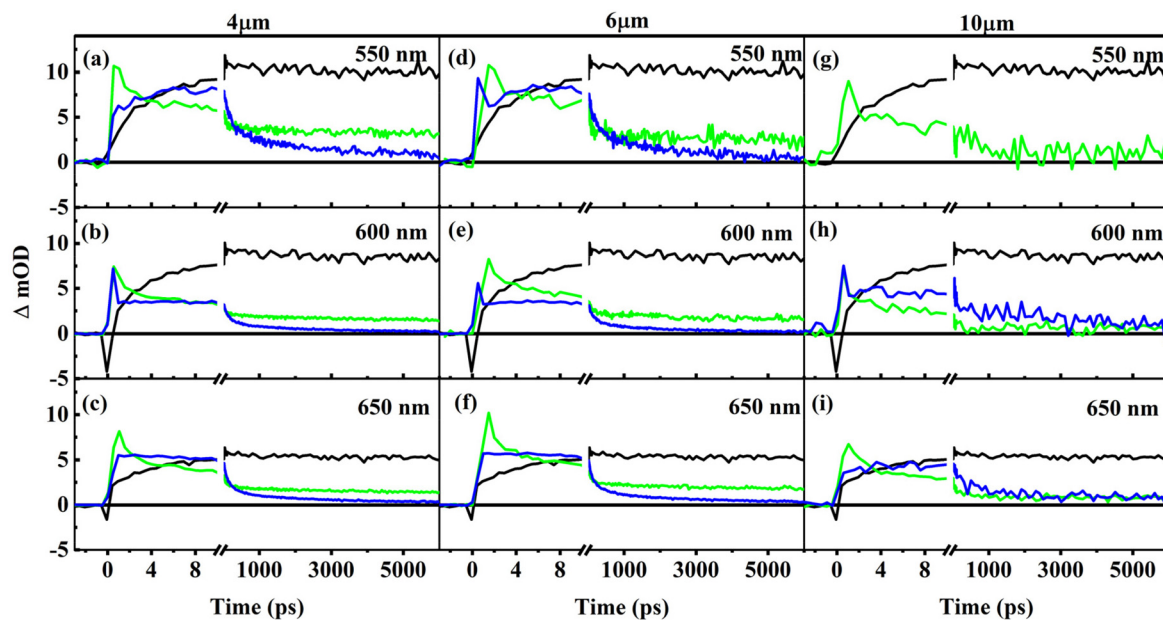 4μm 6μm 10μm
(a) 550 nm (d) 550 nm (g) 550 nm
10
5
0
-5
(b) 600 nm (e) 600 nm (h) 600 nm
10
5
0
-5
Δ mOD
(c) 650 nm (f) 650 nm (i) 650 nm
10
5
0
-5
0 4 8 1000 3000 5000 0 4 8 1000 3000 5000 0 4 8 1000 3000 5000
Time (ps) Time (ps) Time (ps)